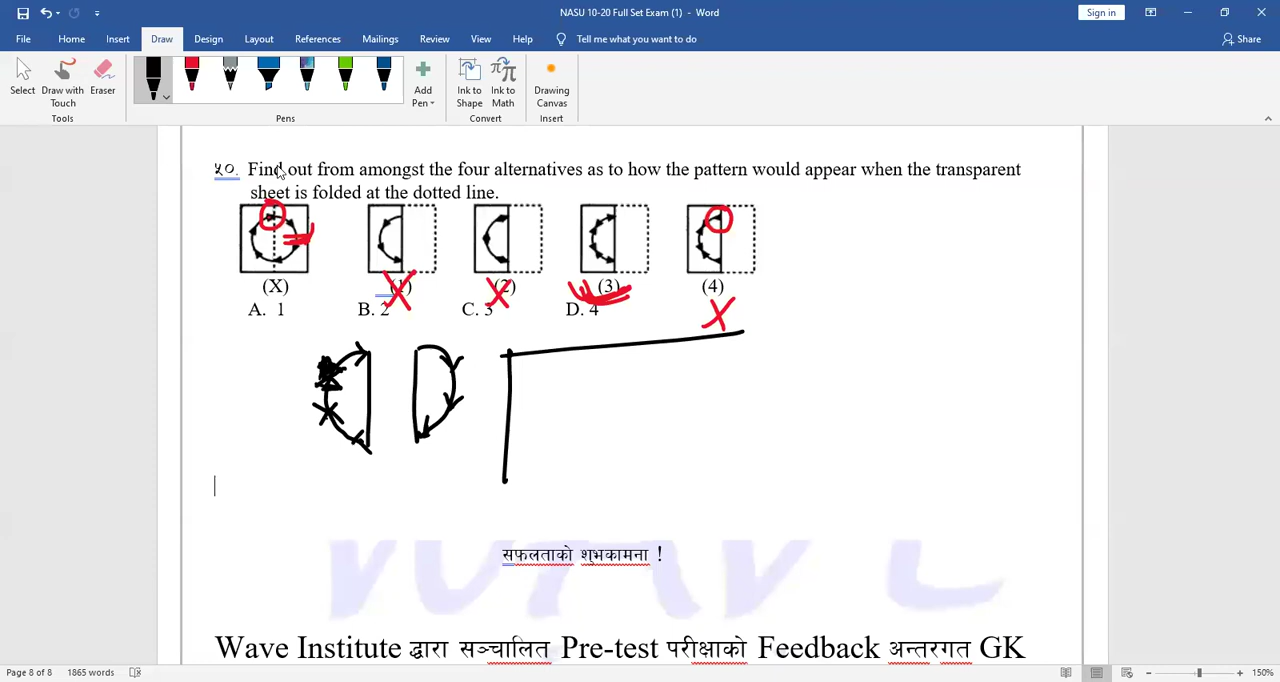 NASU 10-20 Full Set Exam (1) - Word
Sign in
File Home Insert Draw Design Layout References Mailings Review View Help Tell me what you want to do Share
Select Draw with Touch Eraser Add Pen Ink to Shape Ink to Math Drawing Canvas
Tools Pens Convert Insert
५०. Find out from amongst the four alternatives as to how the pattern would appear when the transparent
sheet is folded at the dotted line.
(X) (1) (2) (3) (4)
A. 1 B. 2 C. 3 D. 4
सफलताको शुभकामना !
Wave Institute द्वारा सञ्चालित Pre-test परीक्षाको Feedback अन्तरगत GK
Page 8 of 8 1865 words 150%